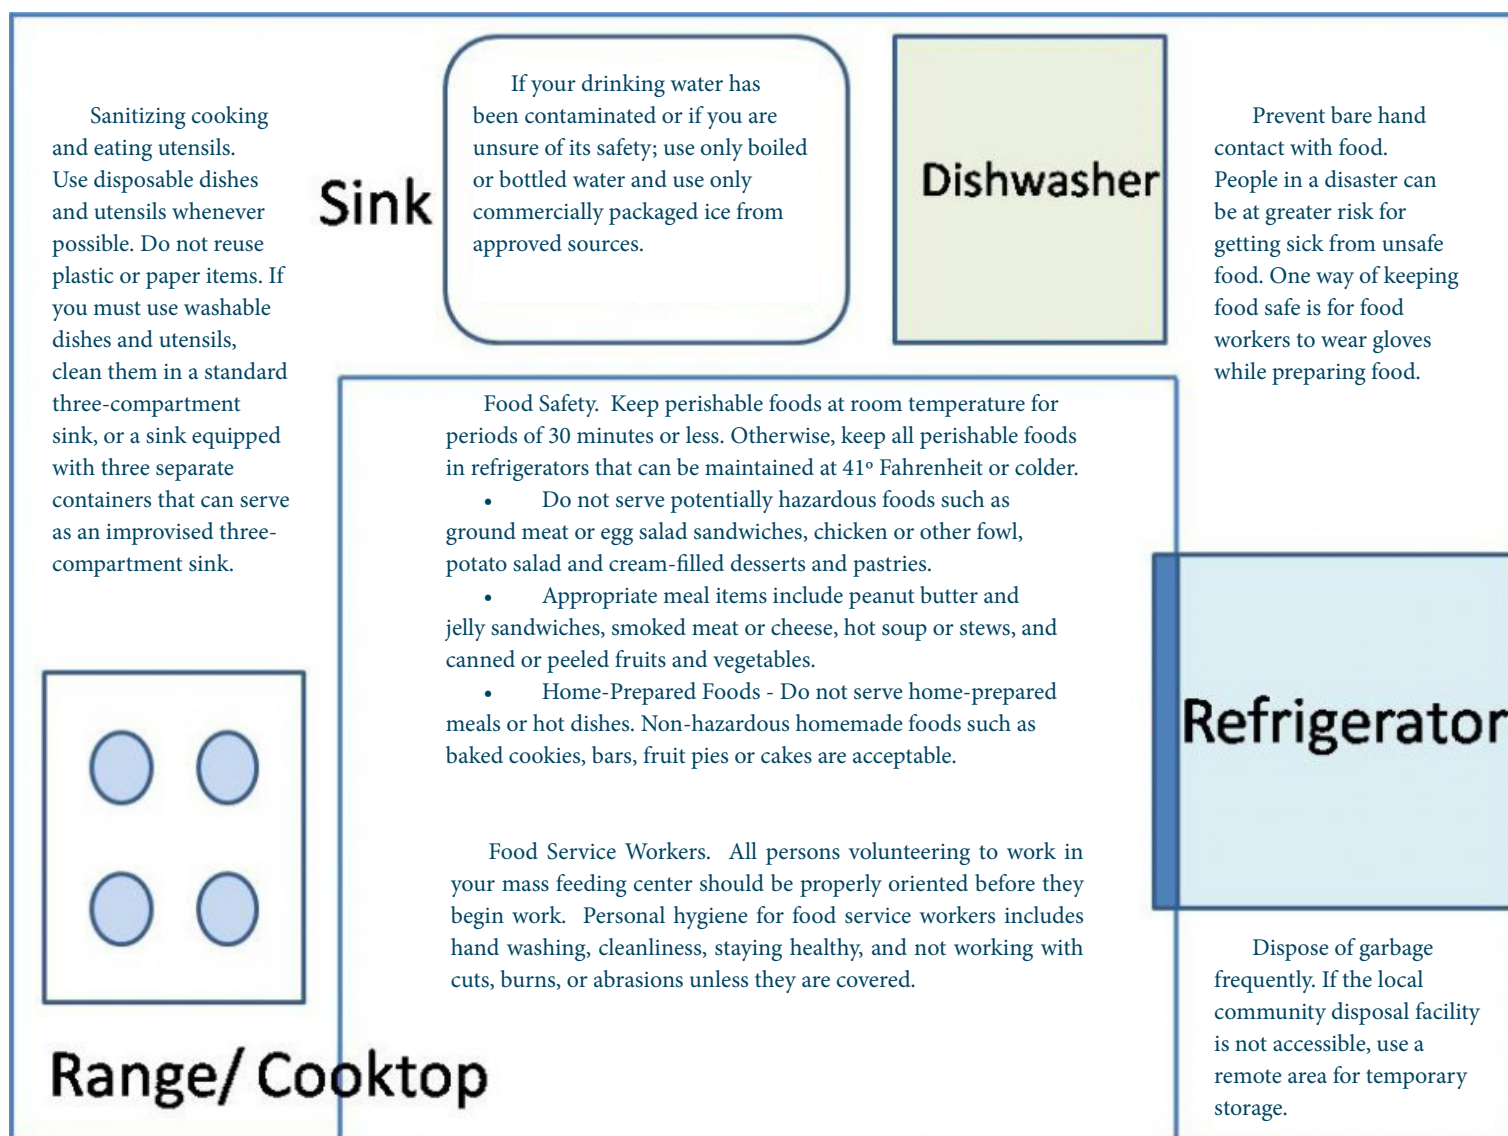 Sanitizing cooking
and eating utensils.
Use disposable dishes
and utensils whenever
possible. Do not reuse
plastic or paper items. If
you must use washable
dishes and utensils,
clean them in a standard
three-compartment
sink, or a sink equipped
with three separate
containers that can serve
as an improvised three-
compartment sink.
Sink
If your drinking water has
been contaminated or if you are
unsure of its safety; use only boiled
or bottled water and use only
commercially packaged ice from
approved sources.
Dishwasher
Prevent bare hand
contact with food.
People in a disaster can
be at greater risk for
getting sick from unsafe
food. One way of keeping
food safe is for food
workers to wear gloves
while preparing food.
Food Safety.  Keep perishable foods at room temperature for
periods of 30 minutes or less. Otherwise, keep all perishable foods
in refrigerators that can be maintained at 41º Fahrenheit or colder.
• Do not serve potentially hazardous foods such as
ground meat or egg salad sandwiches, chicken or other fowl,
potato salad and cream-filled desserts and pastries.
• Appropriate meal items include peanut butter and
jelly sandwiches, smoked meat or cheese, hot soup or stews, and
canned or peeled fruits and vegetables.
• Home-Prepared Foods - Do not serve home-prepared
meals or hot dishes. Non-hazardous homemade foods such as
baked cookies, bars, fruit pies or cakes are acceptable.
Food Service Workers.  All persons volunteering to work in
your mass feeding center should be properly oriented before they
begin work.  Personal hygiene for food service workers includes
hand washing, cleanliness, staying healthy, and not working with
cuts, burns, or abrasions unless they are covered.
Refrigerator
Dispose of garbage
frequently. If the local
community disposal facility
is not accessible, use a
remote area for temporary
storage.
Range/ Cooktop